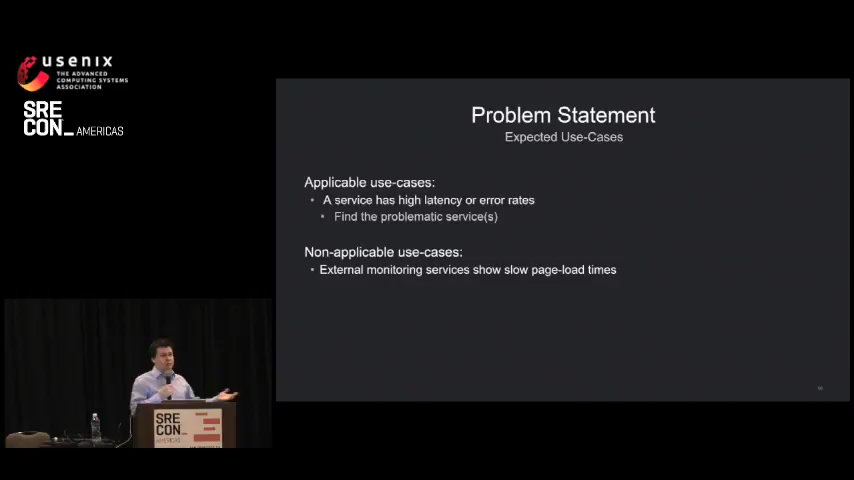 usenix
THE ADVANCED
COMPUTING SYSTEMS
ASSOCIATION
SRE
CON_ AMERICAS
Problem Statement
Expected Use-Cases
Applicable use-cases:
• A service has high latency or error rates
• Find the problematic service(s)
Non-applicable use-cases:
• External monitoring services show slow page-load times
SRE
CON_
AMERICAS